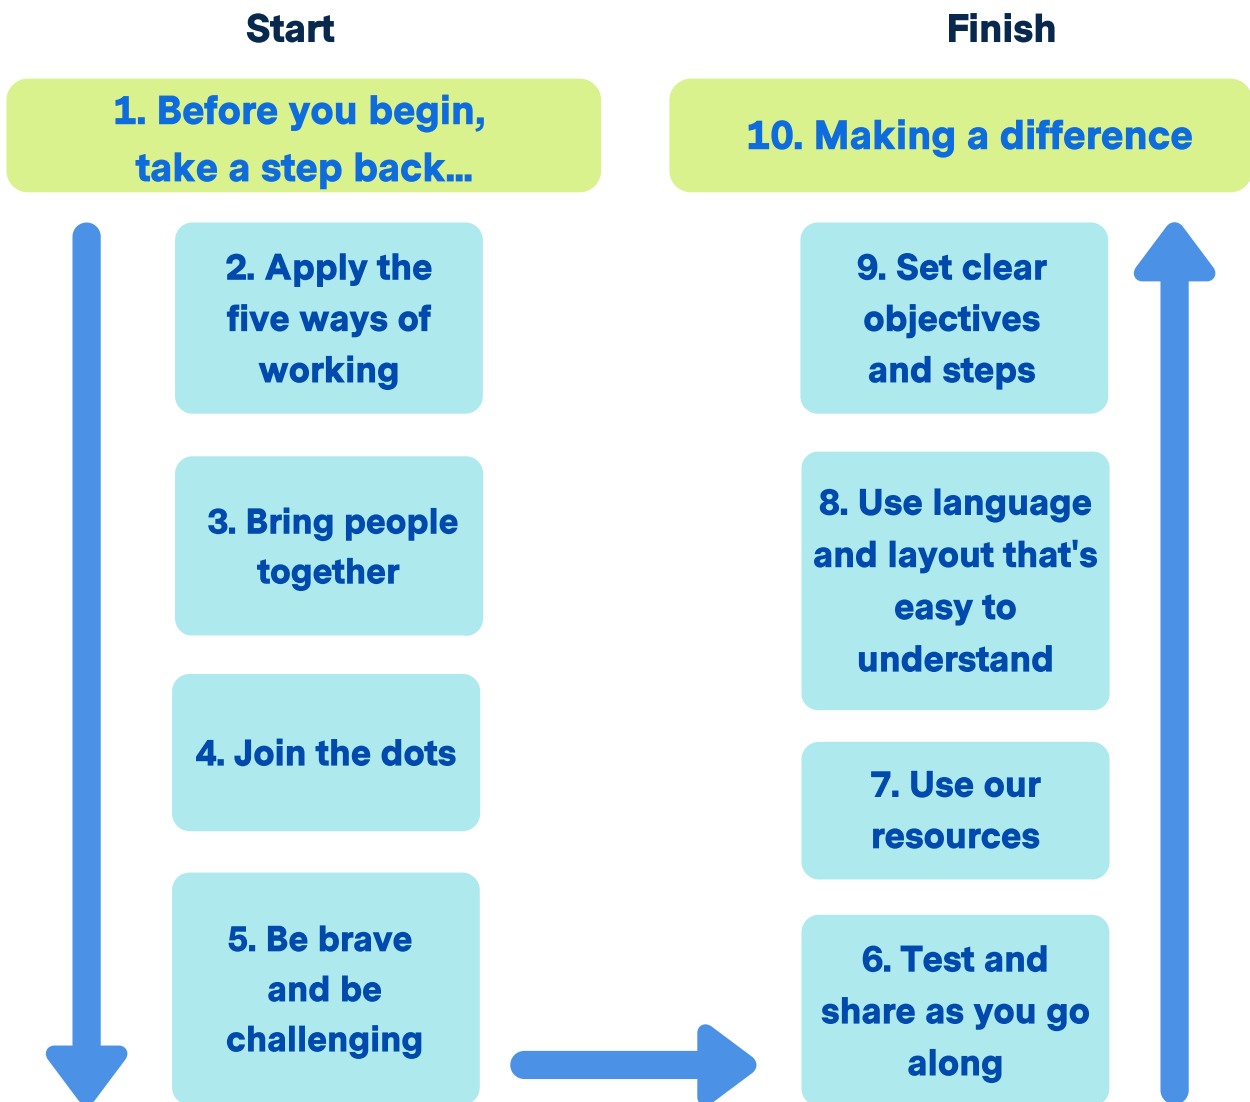 Start
1. Before you begin,
take a step back...
2. Apply the
five ways of
working
3. Bring people
together
4. Join the dots
5. Be brave
and be
challenging
Finish
10. Making a difference
9. Set clear
objectives
and steps
8. Use language
and layout that's
easy to
understand
7. Use our
resources
6. Test and
share as you go
along